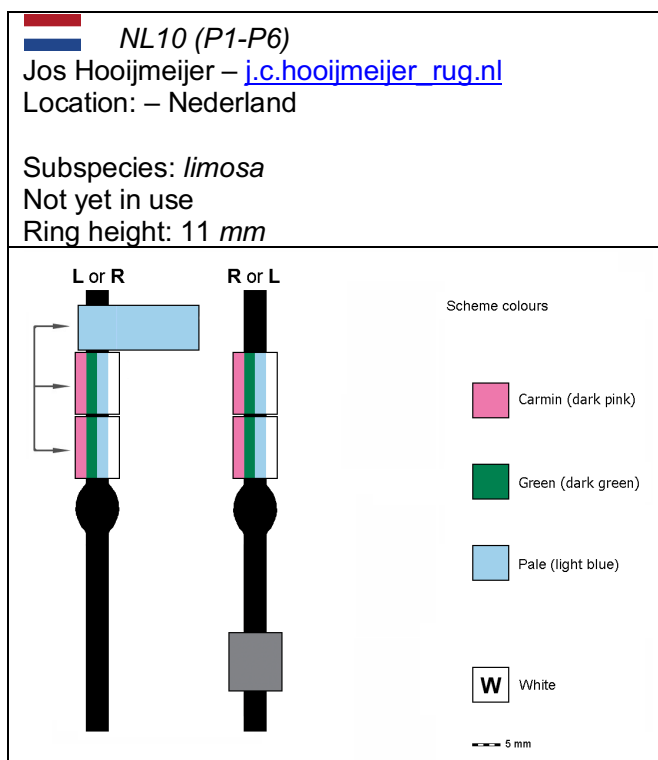 NL10 (P1-P6)
Jos Hooijmeijer – j.c.hooijmeijer_rug.nl
Location: – Nederland
Subspecies: limosa
Not yet in use
Ring height: 11 mm
L or R
R or L
Scheme colours
Carmin (dark pink)
Green (dark green)
Pale (light blue)
W White
5 mm